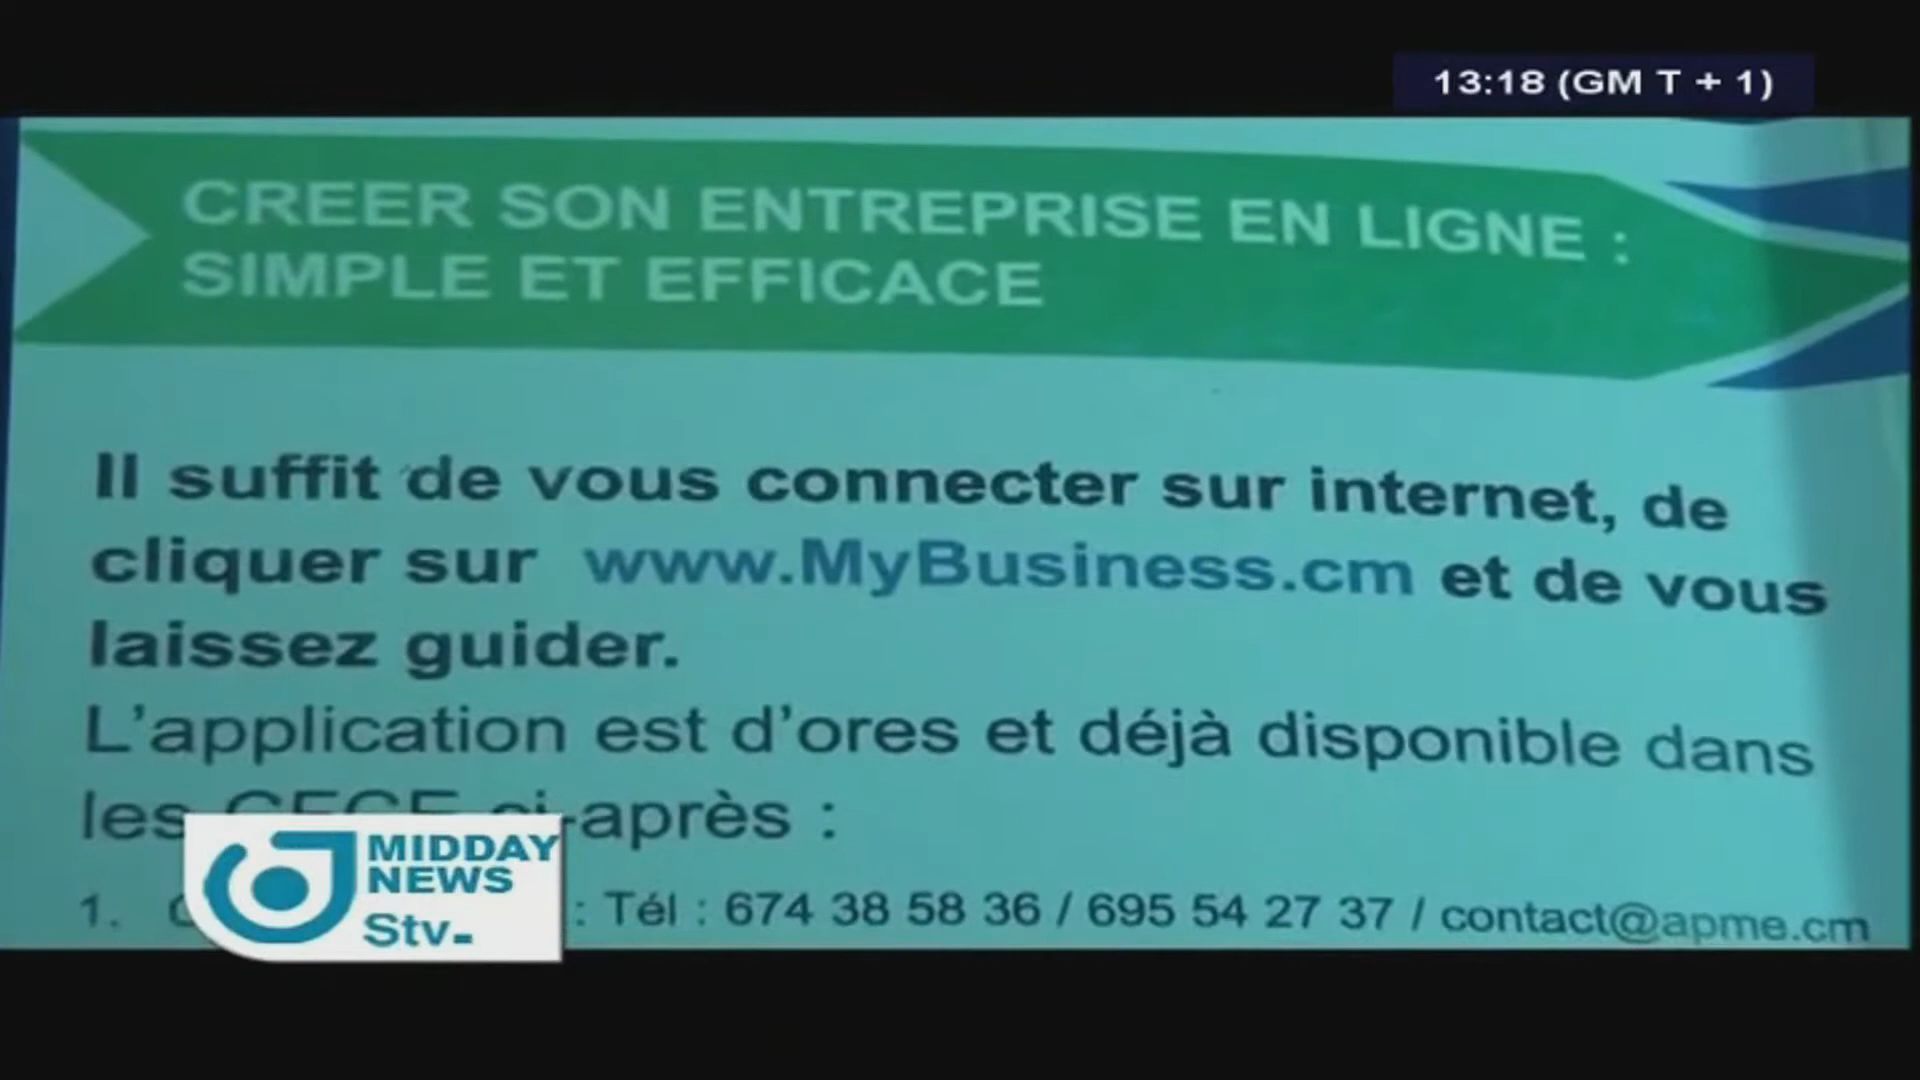 13:18 (GM T + 1)
CREER SON ENTREPRISE EN LIGNE :
SIMPLE ET EFFICACE
Il suffit de vous connecter sur internet, de
cliquer sur www.MyBusiness.cm et de vous
laissez guider.
L'application est d'ores et déjà disponible dans
les CFCE ci-après :
1. : Tél : 674 38 58 36 / 695 54 27 37 / contact@apme.cm
MIDDAY
NEWS
Stv